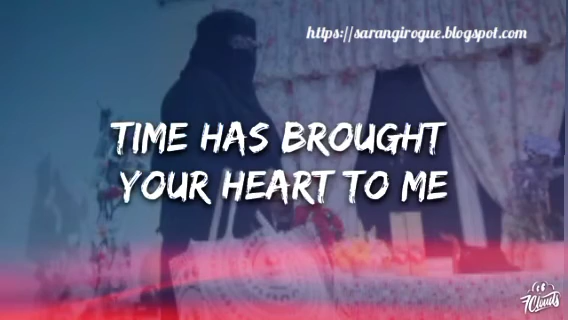 https://sarangirogue.blogspot.com
TIME HAS BROUGHT
YOUR HEART TO ME
7Clouds